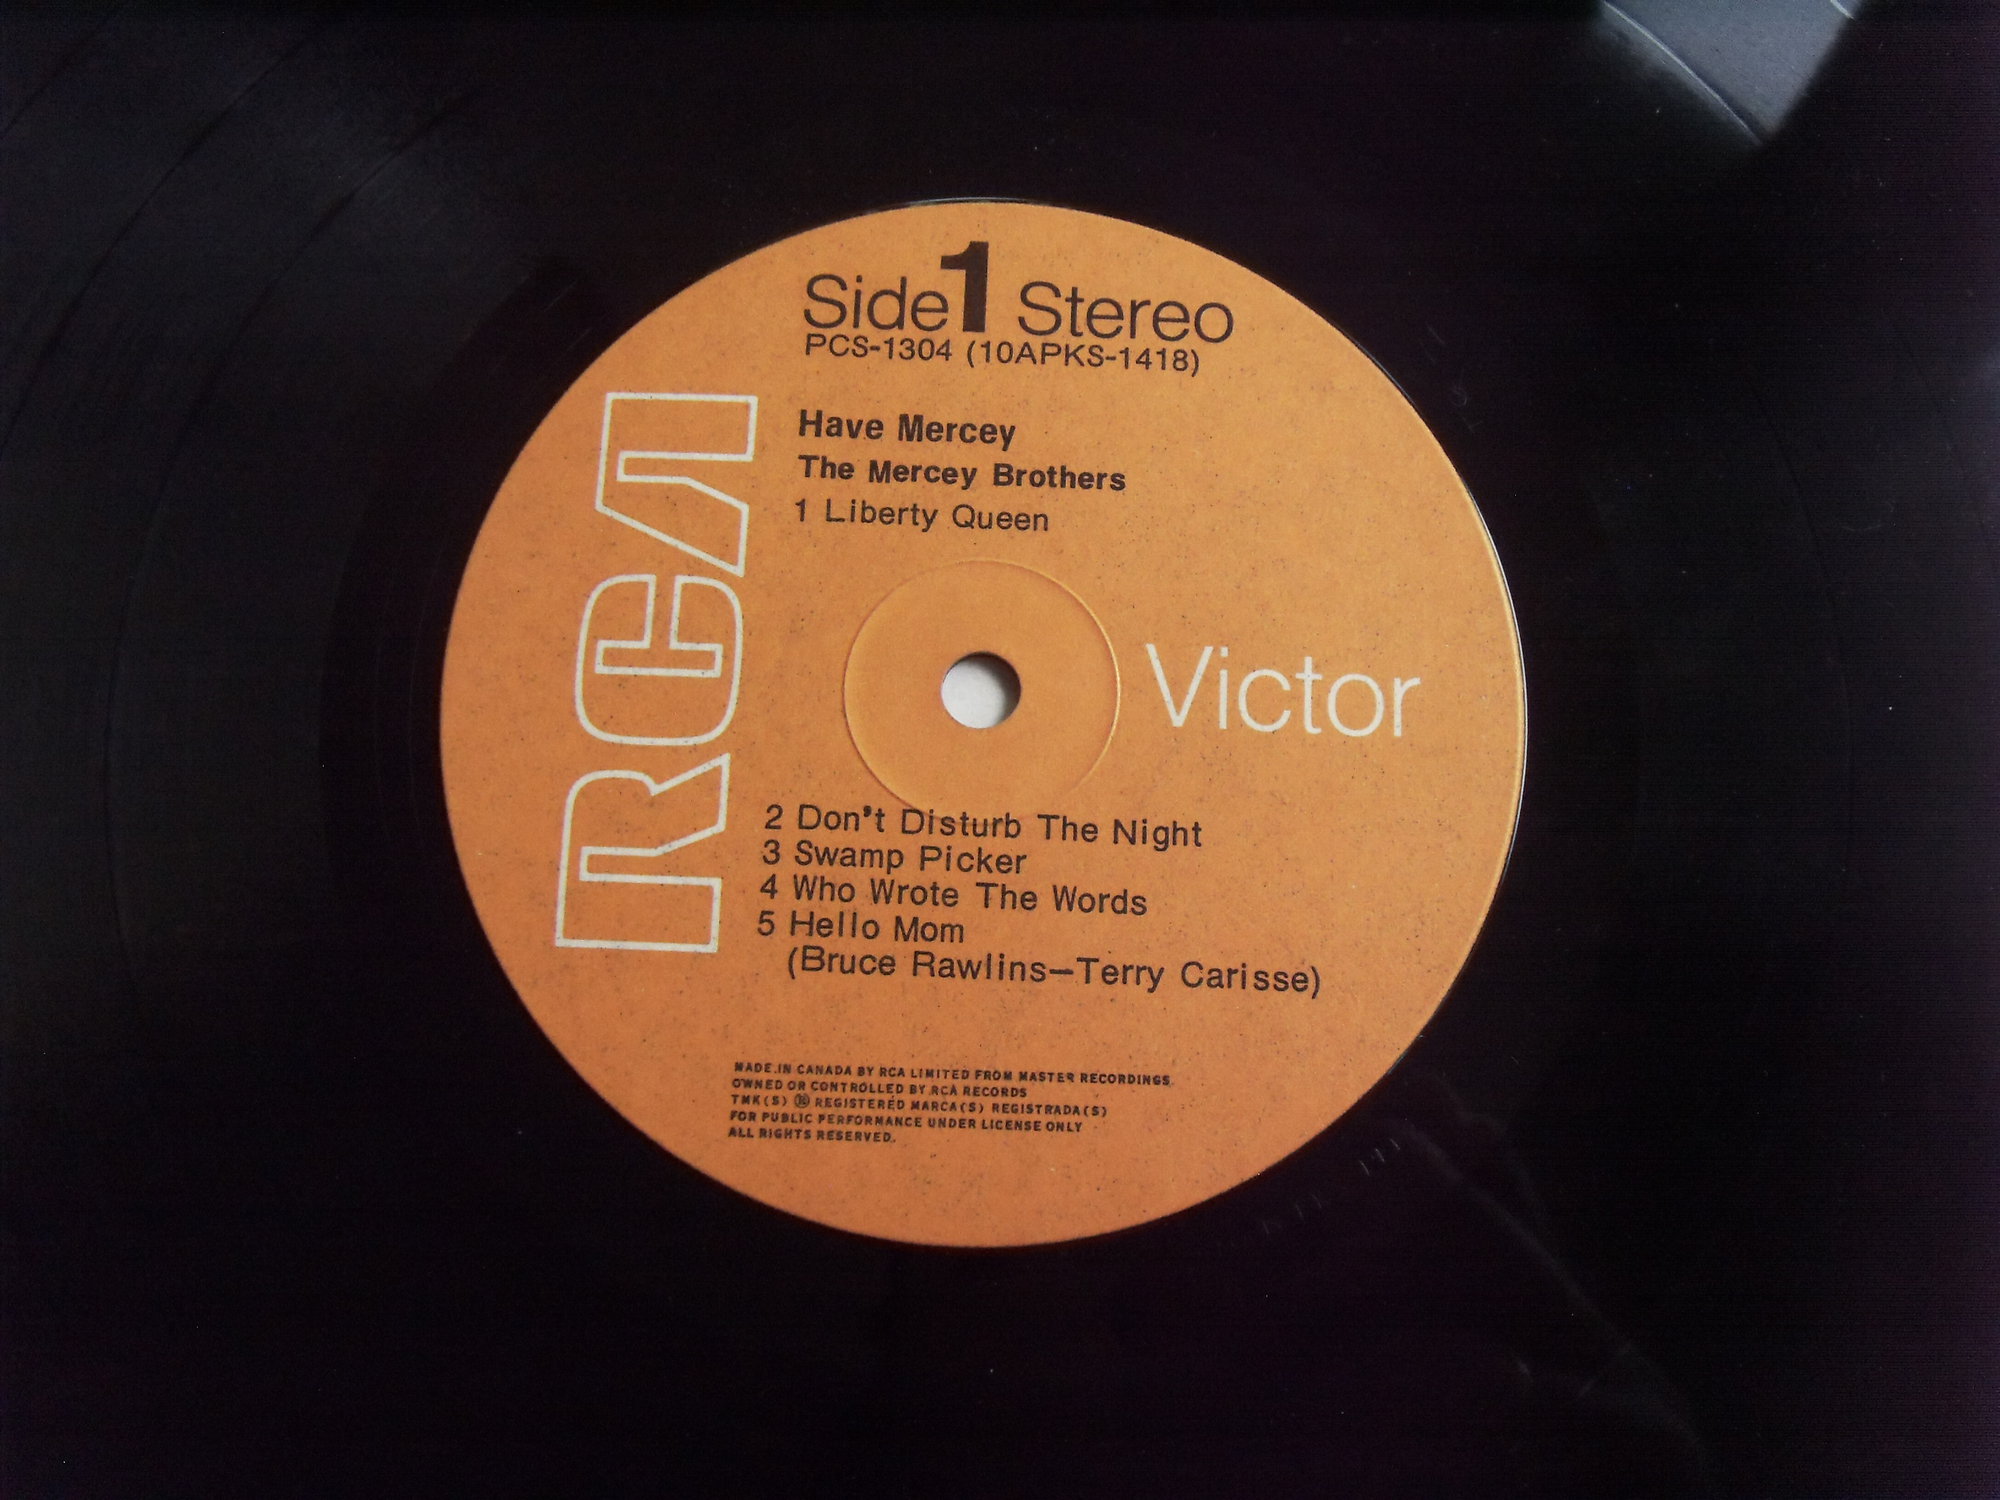 Side 1 Stereo
PCS-1304 (10APKS-1418)
Have Mercey
The Mercey Brothers
1 Liberty Queen
RCA
Victor
2 Don't Disturb The Night
3 Swamp Picker
4 Who Wrote The Words
5 Hello Mom
(Bruce Rawlins—Terry Carisse)
MADE IN CANADA BY RCA LIMITED FROM MASTER RECORDINGS
OWNED OR CONTROLLED BY RCA RECORDS
TMK(S) ® REGISTERED MARCA(S) REGISTRADA(S)
FOR PUBLIC PERFORMANCE UNDER LICENSE ONLY
ALL RIGHTS RESERVED.